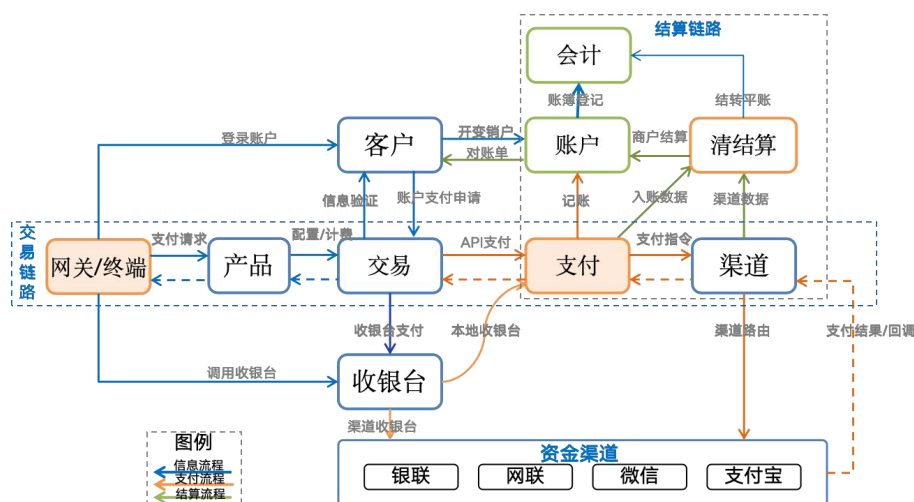 结算链路
会计
账簿登记
结转平账
登录账户
客户
开变销户
对账单
账户
商户结算
清结算
信息验证
账户支付申请
记账
入账数据
渠道数据
交易链路
网关/终端
支付请求
产品
配置/计费
交易
API支付
支付
支付指令
渠道
收银台支付
本地收银台
渠道路由
支付结果/回调
调用收银台
收银台
渠道收银台
图例
信息流程
支付流程
结算流程
资金渠道
银联
网联
微信
支付宝